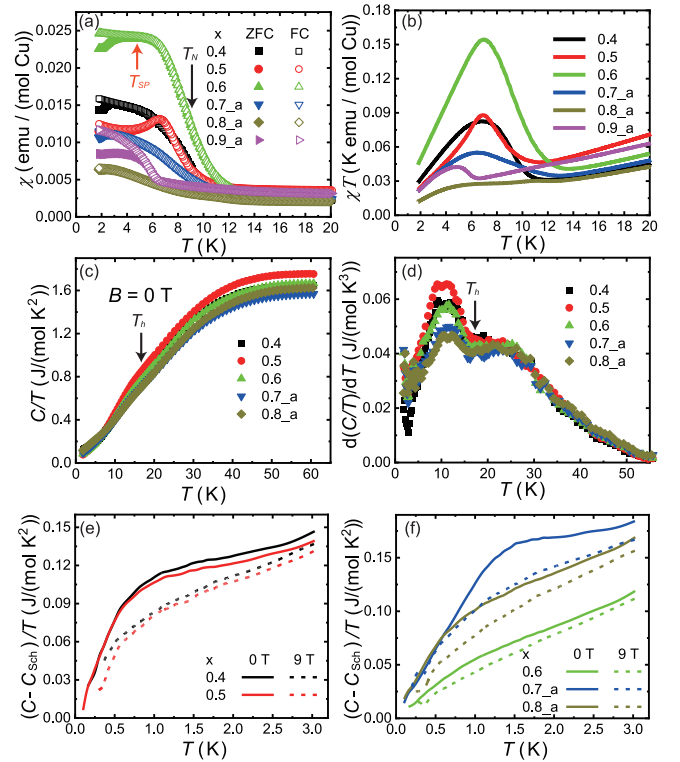 (a)
T_SP
T_N
x ZFC FC
0.4
0.5
0.6
0.7_a
0.8_a
0.9_a
0.025
0.020
0.015
0.010
0.005
0.000
χ (emu / (mol Cu)
0 2 4 6 8 10 12 14 16 18 20
T (K)
(b)
0.4
0.5
0.6
0.7_a
0.8_a
0.9_a
0.18
0.15
0.12
0.09
0.06
0.03
0.00
χ T (K emu / (mol Cu)
0 2 4 6 8 10 12 14 16 18 20
T (K)
(c)
B = 0 T
T_h
0.4
0.5
0.6
0.7_a
0.8_a
1.6
1.2
0.8
0.4
0.0
C/T (J/(mol K²)
0 10 20 30 40 50 60
T (K)
(d)
T_h
0.4
0.5
0.6
0.7_a
0.8_a
0.06
0.04
0.02
0.00
d(C/T)/dT (J/(mol K³)
0 10 20 30 40 50
T (K)
(e)
x 0 T 9 T
0.4
0.5
0.15
0.12
0.09
0.06
0.03
0.00
(C- C_Sch)/T (J/(mol K²))
0.0 0.5 1.0 1.5 2.0 2.5 3.0
T (K)
(f)
x 0 T 9 T
0.6
0.7_a
0.8_a
0.15
0.10
0.05
0.00
(C- C_Sch)/T (J/(mol K²))
0.0 0.5 1.0 1.5 2.0 2.5 3.0
T (K)